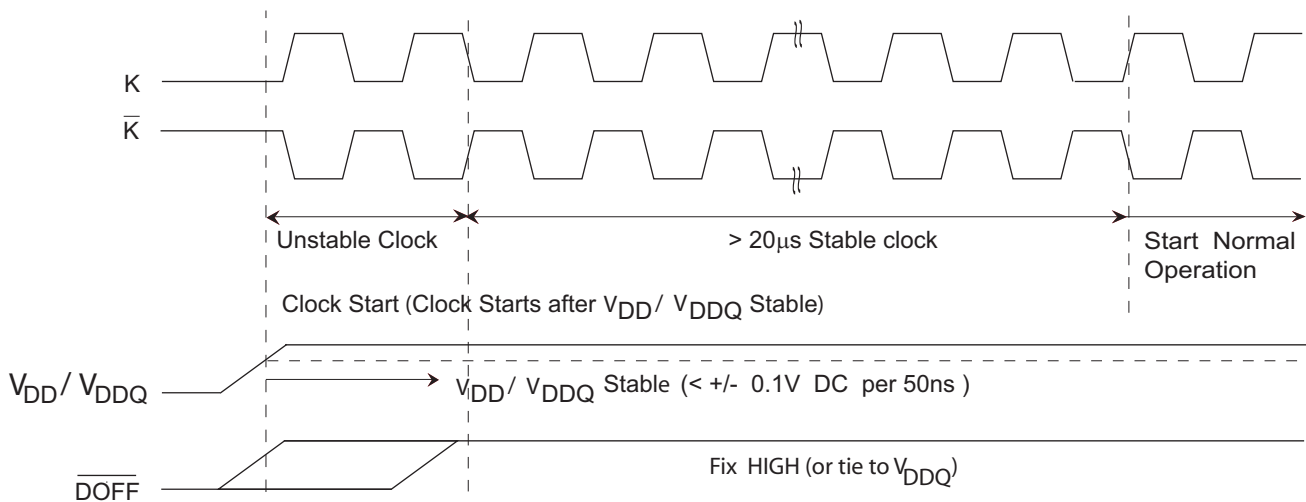 K
K̅
Unstable Clock
> 20μs Stable clock
Start Normal
Operation
Clock Start (Clock Starts after VDD / VDDQ Stable)
VDD / VDDQ
VDD / VDDQ Stable (< +/- 0.1V DC per 50ns )
DOFF
Fix HIGH (or tie to VDDQ)